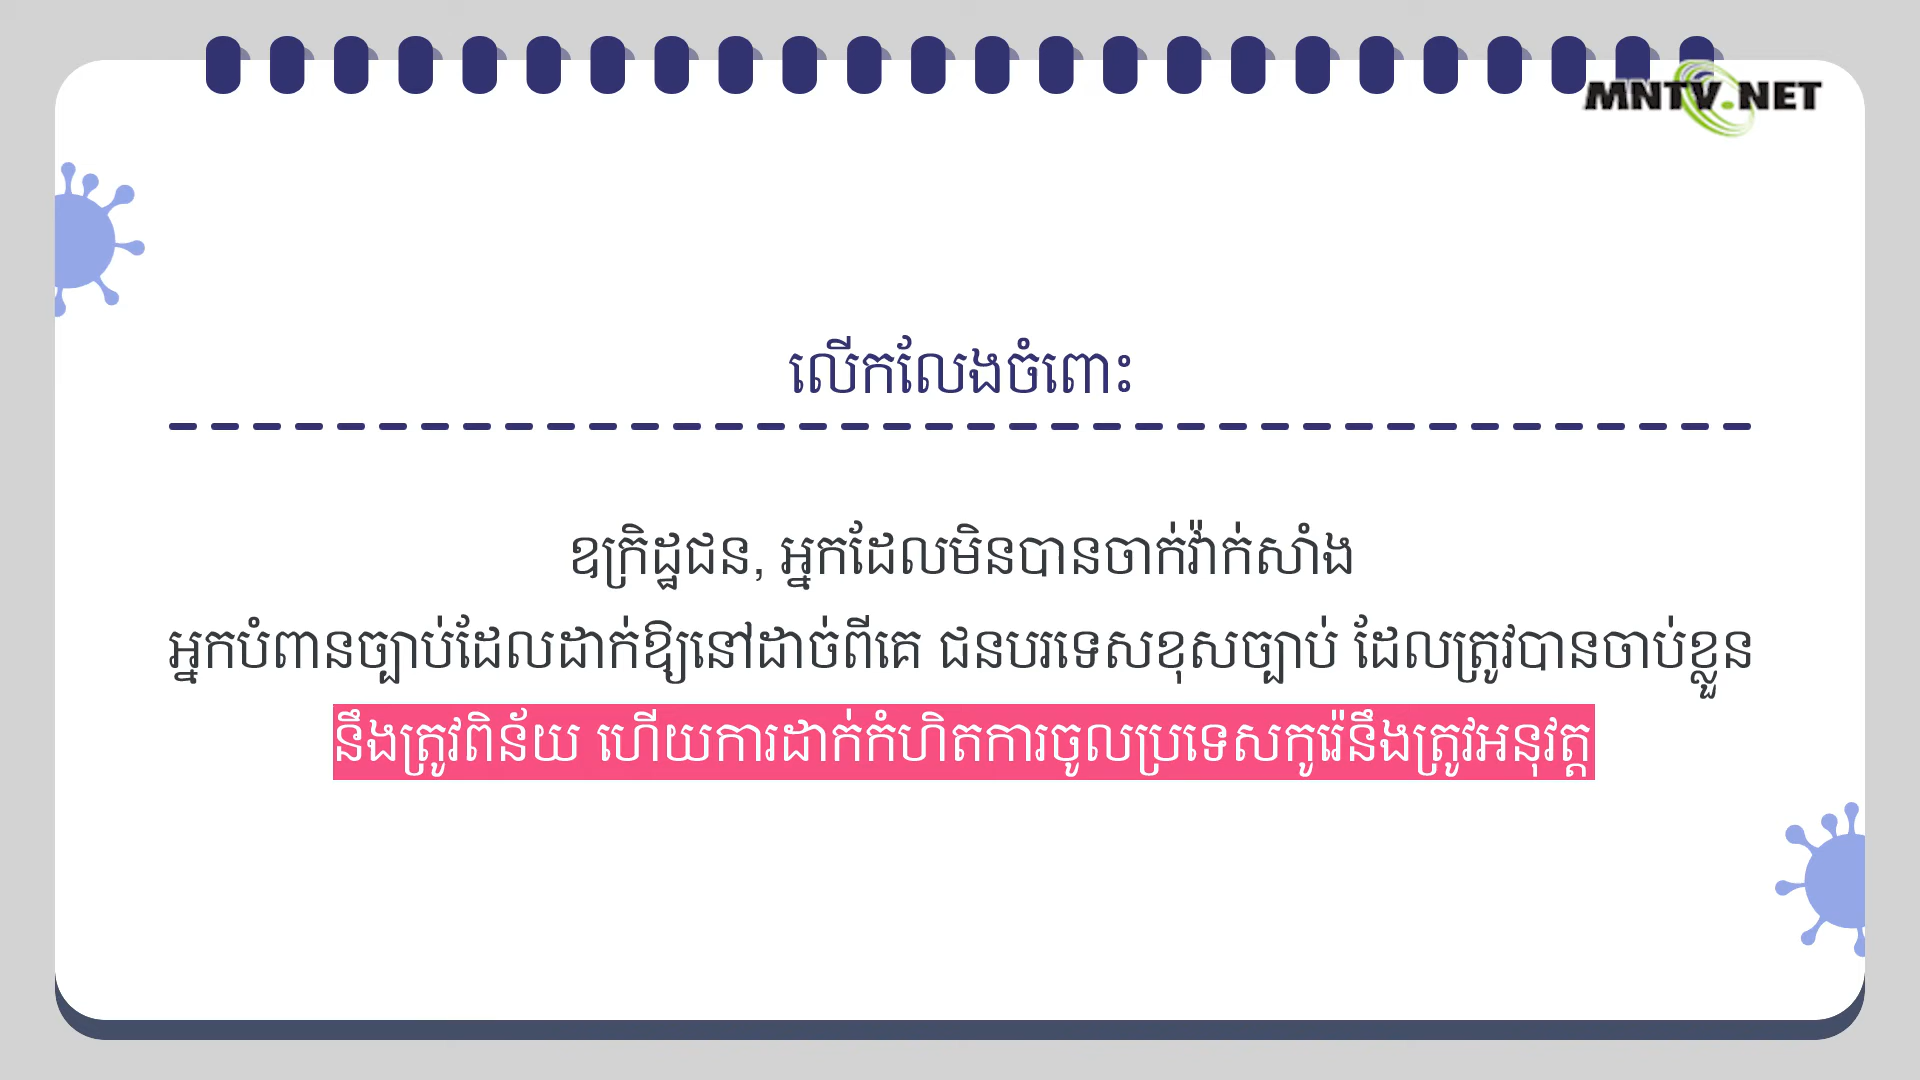 MNTV.NET
លើកលែងចំពោះ
ឧក្រិដ្ឋជន, អ្នកដែលមិនបានចាក់វ៉ាក់សាំង
អ្នកបំពានច្បាប់ដែលដាក់ឱ្យនៅដាច់ពីគេ ជនបរទេសខុសច្បាប់ ដែលត្រូវបានចាប់ខ្លួន
នឹងត្រូវពិន័យ ហើយការដាក់កំហិតការចូលប្រទេសកូរ៉េនឹងត្រូវអនុវត្ត